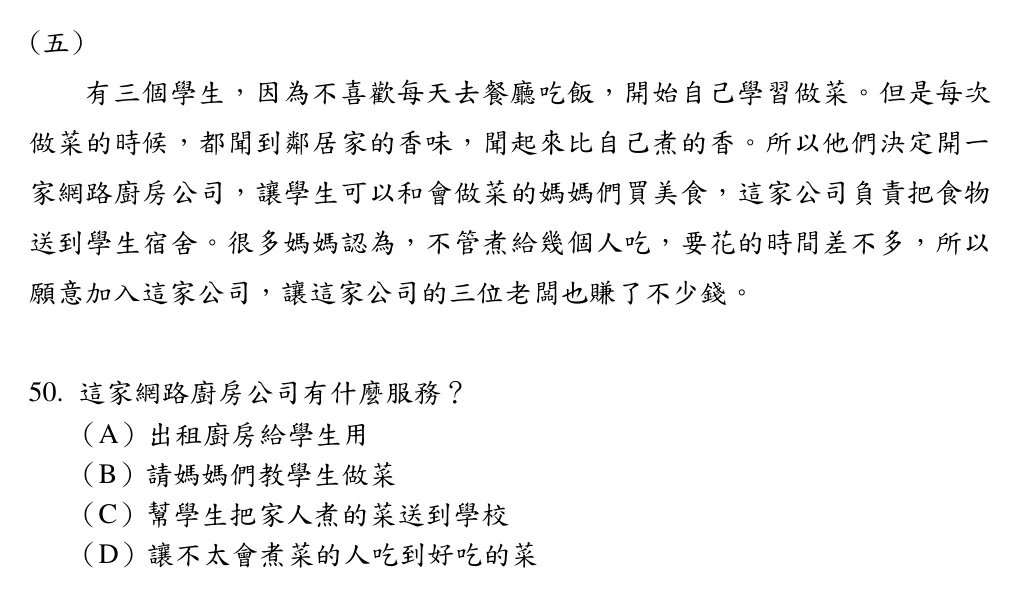 （五）
有三個學生，因為不喜歡每天去餐廳吃飯，開始自己學習做菜。但是每次
做菜的時候，都聞到鄰居家的香味，聞起來比自己煮的香。所以他們決定開一
家網路廚房公司，讓學生可以和會做菜的媽媽們買美食，這家公司負責把食物
送到學生宿舍。很多媽媽認為，不管煮給幾個人吃，要花的時間差不多，所以
願意加入這家公司，讓這家公司的三位老闆也賺了不少錢。
50. 這家網路廚房公司有什麼服務？
（A）出租廚房給學生用
（B）請媽媽們教學生做菜
（C）幫學生把家人煮的菜送到學校
（D）讓不太會煮菜的人吃到好吃的菜